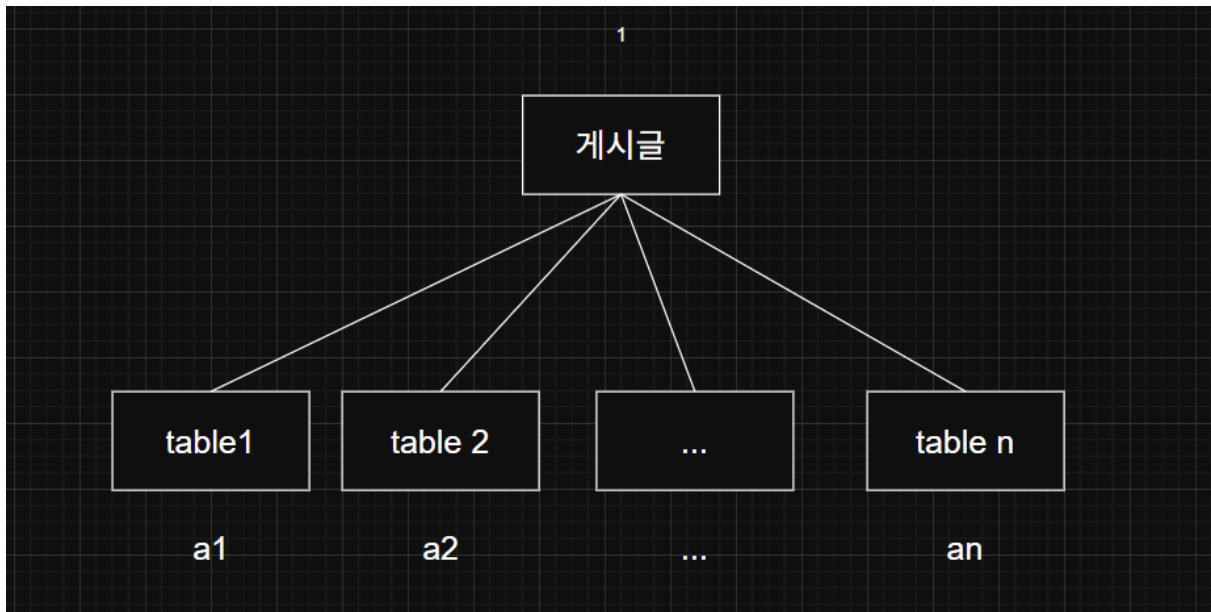 1
게시글
table1 table 2 ... table n
a1 a2 ... an